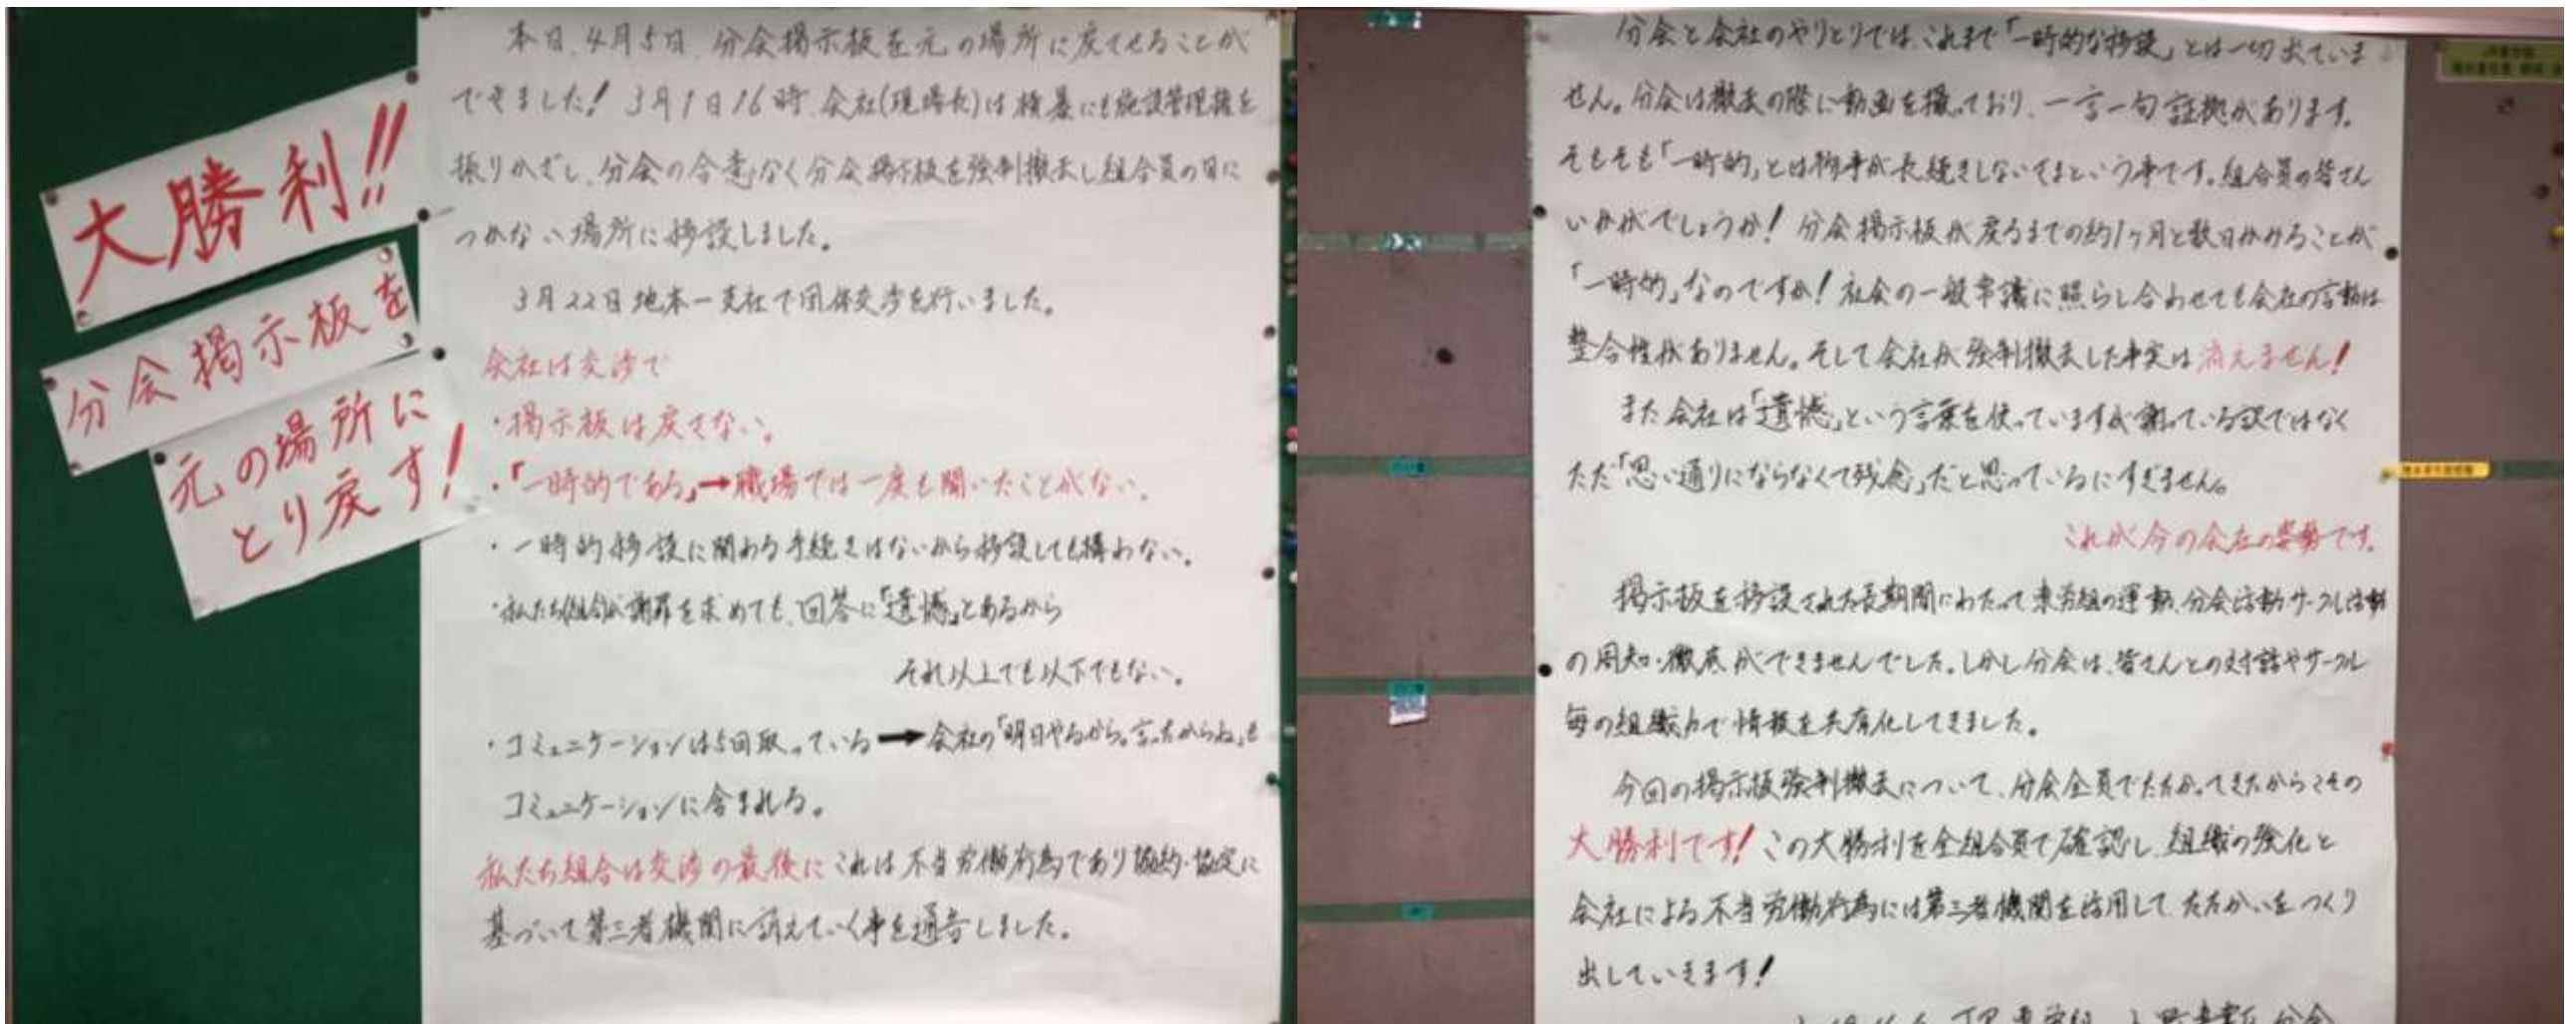 大勝利!!
分会掲示板を
元の場所に
とり戻す!
本日、4月5日、分会掲示板を元の場所に戻させることが
できました! 3月1日16時、会社(現場長)は横暴にも施設管理権を
振りかざし、分会の合意なく分会掲示板を強制撤去し組合員の目に
つかない場所に移設しました。
3月22日地本ー支社で団体交渉を行いました。
会社は交渉で
・掲示板は戻さない。
・「一時的である」→職場では一度も聞いたことがない。
・一時的移設に関わる手続きはないから移設しても構わない。
・私たち組合が謝罪を求めても、回答に「遺憾」とあるから
それ以上でも以下でもない。
・コミュニケーションは5回取っている→会社の「明日やるから。言ったからね」も
コミュニケーションに含まれる。
私たち組合は交渉の最後にこれは不当労働行為であり協約・協定に
基づいて第三者機関に訴えていく事を通告しました。
分会と会社のやりとりでは、これまで「一時的な移設」とは一切出ていま
せん。分会は撤去の際に動画を撮っており、一言一句証拠があります。
そもそも「一時的」とは物事が長続きしないさまという事です。組合員の皆さん
いかがでしょうか! 分会掲示板が戻るまでの約1ヶ月と数日かかることが
「一時的」なのですか! 社会の一般常識に照らし合わせても会社の言動は
整合性がありません。そして会社が強制撤去した事実は消えません!
また会社は「遺憾」という言葉を使っていますが謝っている訳ではなく
ただ「思い通りにならなくて残念」だと思っているにすぎません。
これが今の会社の姿勢です。
掲示板を移設された長期間にわたって東労組の運動、分会活動サークル活動
の周知・徹底ができませんでした。しかし分会は、皆さんとの対話やサークル
毎の組織力で情報を共有化してきました。
今回の掲示板強制撤去について、分会全員でたたかってきたからこその
大勝利です! この大勝利を全組合員で確認し、組織の強化と
会社による不当労働行為には第三者機関を活用して、たたかいをつくり
出していきます!
JR東労組
分会